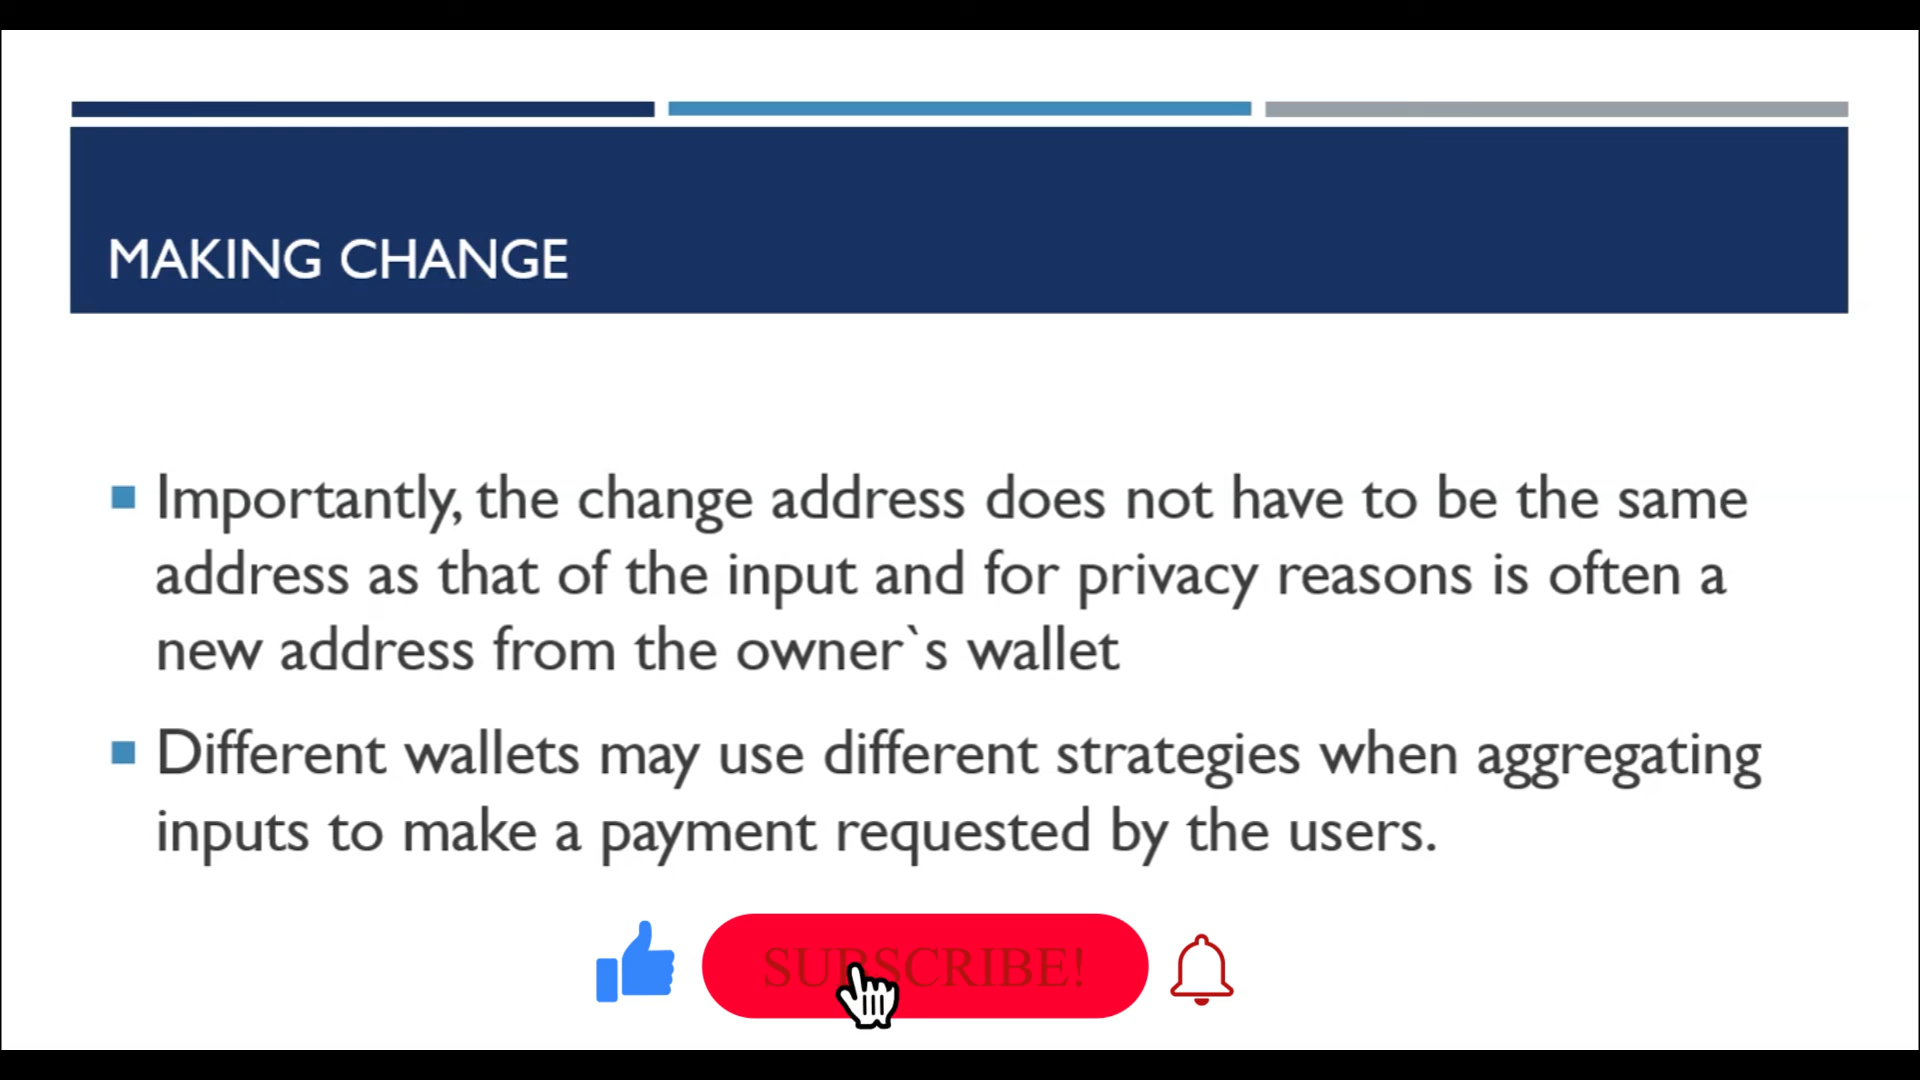 MAKING CHANGE
Importantly, the change address does not have to be the same
address as that of the input and for privacy reasons is often a
new address from the owner`s wallet
Different wallets may use different strategies when aggregating
inputs to make a payment requested by the users.
SUBSCRIBE!